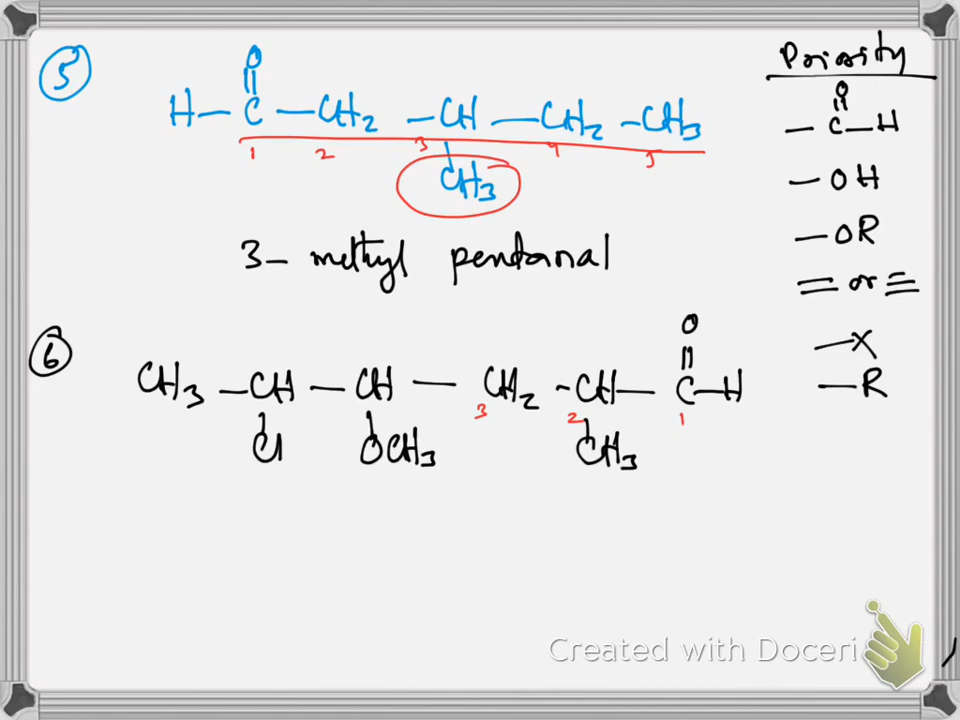 5
O
H–C–CH2–CH–CH2–CH3
1 2 3 4 5
CH3
3- methyl pendanal
6
O
CH3–CH–CH–CH2–CH–C–H
3 2 1
Cl OCH3 CH3
Priority
O
–C–H
–OH
–OR
= or ≡
–X
–R
Created with Doceri